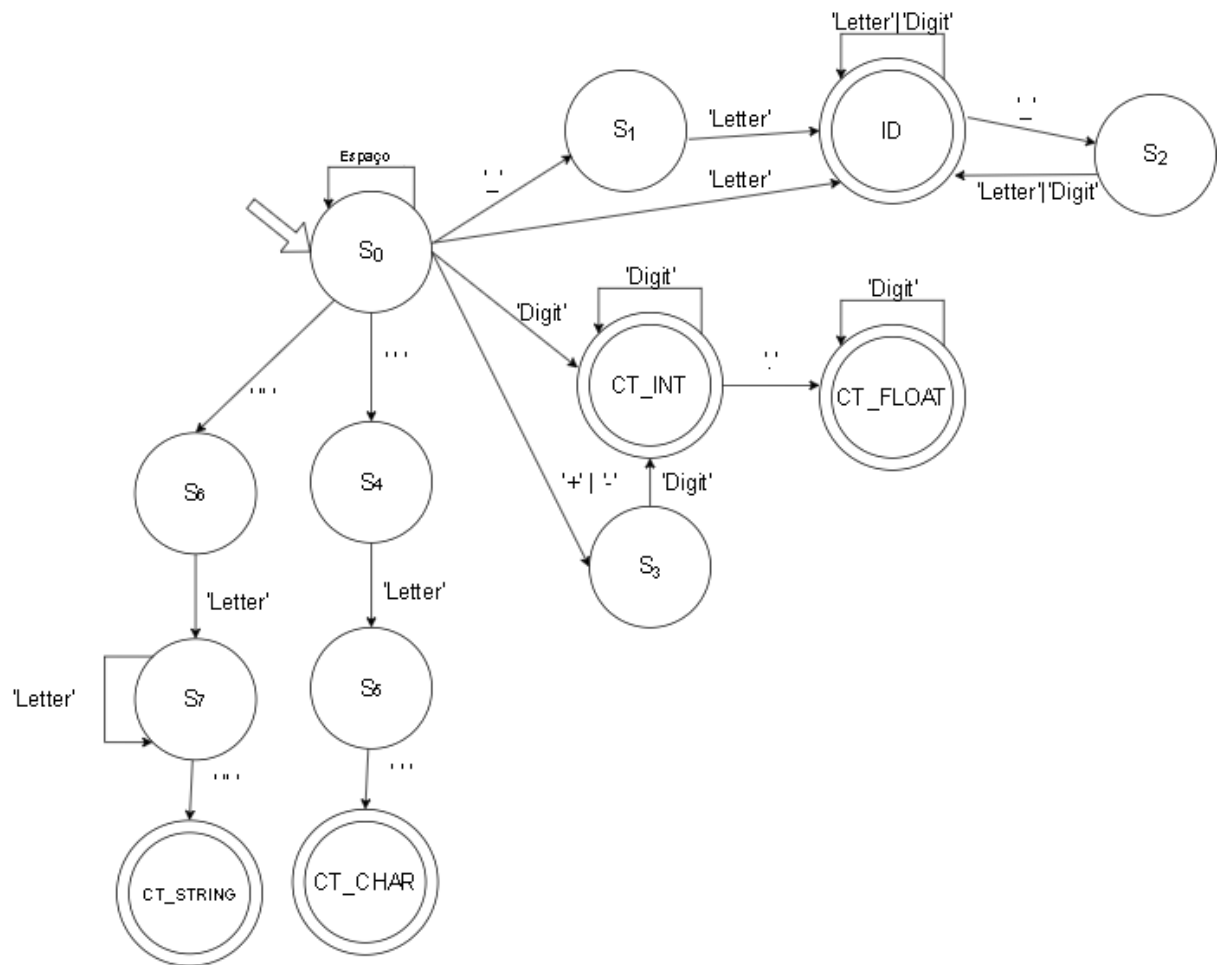 'Letter'|'Digit'
S1
'Letter'
ID
'_'
S2
Espaço
'_'
'Letter'
'Letter'|'Digit'
S0
'Digit'
'Digit'
'Digit'
' " '
' ' '
CT_INT
'.'
CT_FLOAT
S6
S4
'+' | '-'
'Digit'
S3
'Letter'
'Letter'
'Letter'
S7
S5
' " '
' ' '
CT_STRING
CT_CHAR